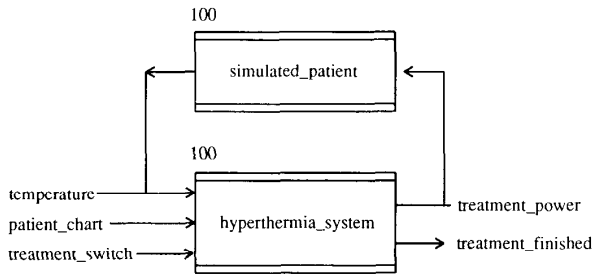 100
simulated_patient
100
temperature
patient_chart
hyperthermia_system
treatment_power
treatment_switch
treatment_finished